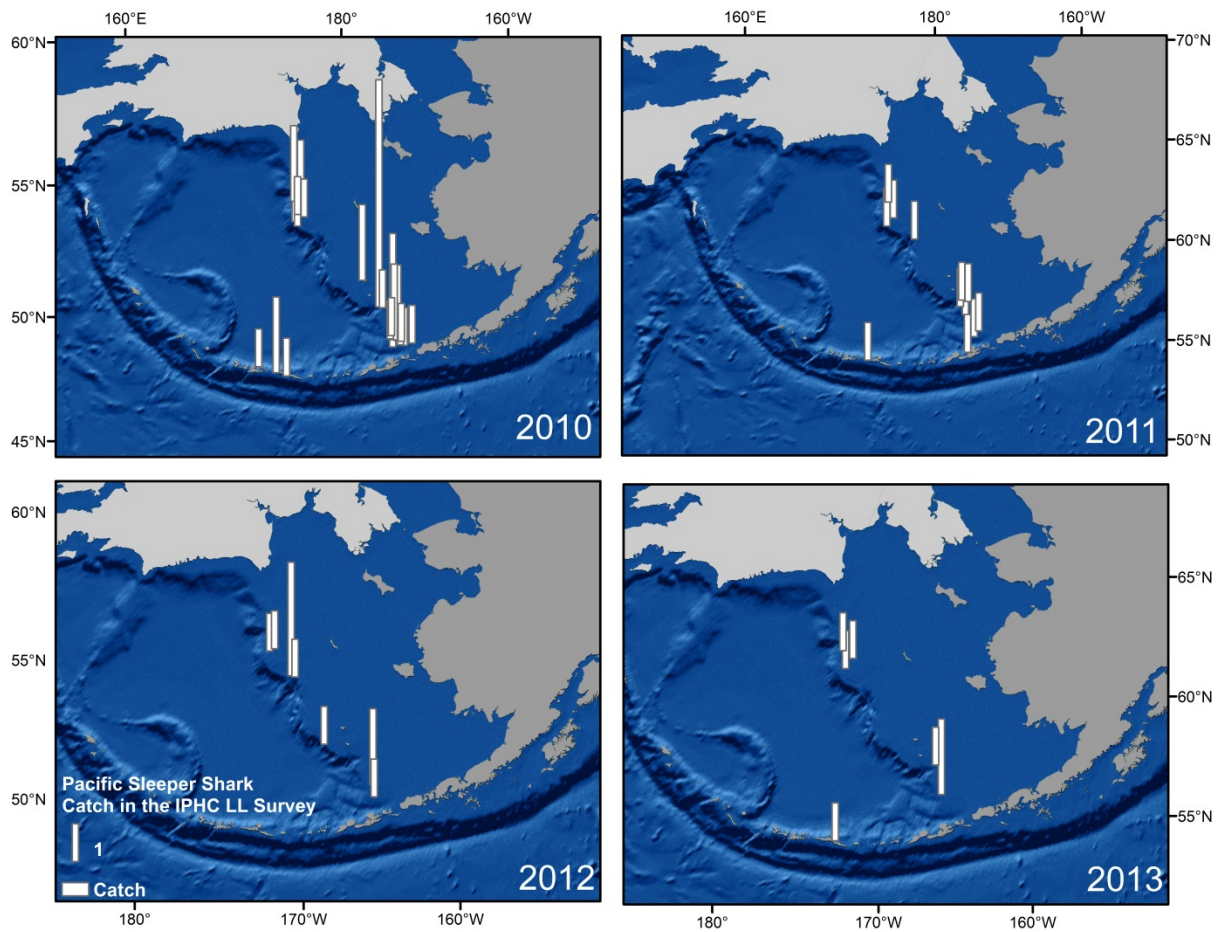 160°E 180° 160°W
160°E 180° 160°W
60°N
55°N
50°N
45°N
2010
70°N
65°N
60°N
55°N
50°N
2011
60°N
55°N
50°N
Pacific Sleeper Shark
Catch in the IPHC LL Survey
1
Catch
2012
180° 170°W 160°W
65°N
60°N
55°N
2013
180° 170°W 160°W